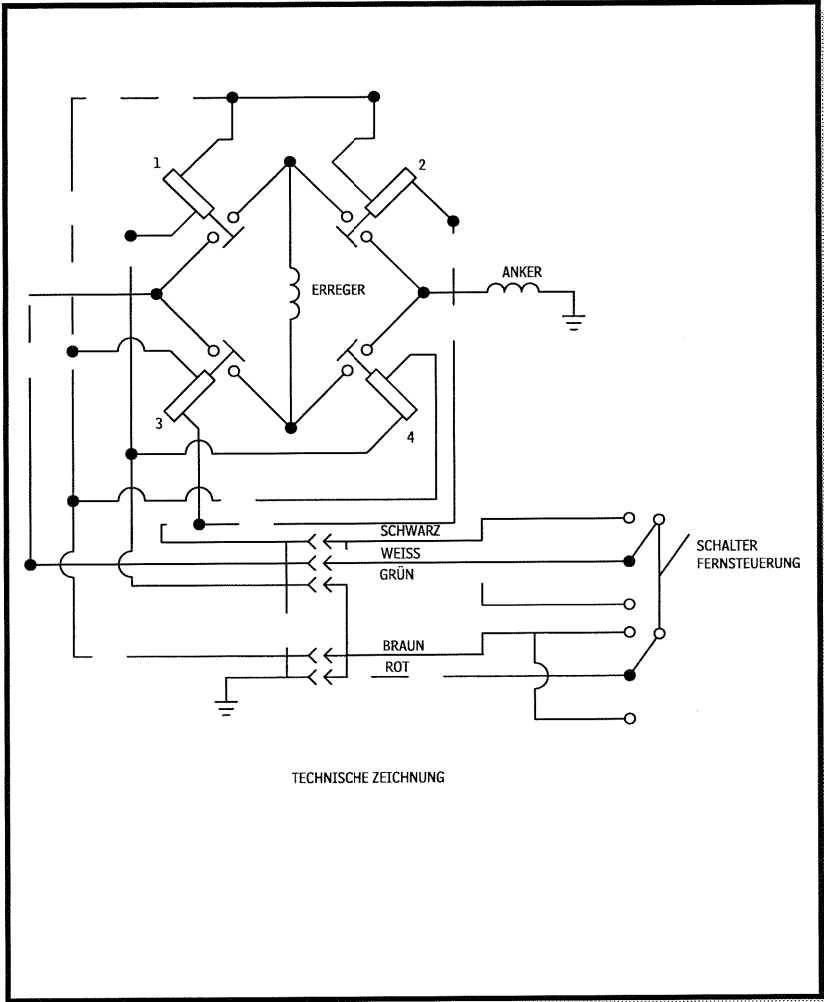 1
2
ANKER
ERREGER
3
4
SCHWARZ
WEISS
GRÜN
SCHALTER
FERNSTEUERUNG
BRAUN
ROT
TECHNISCHE ZEICHNUNG